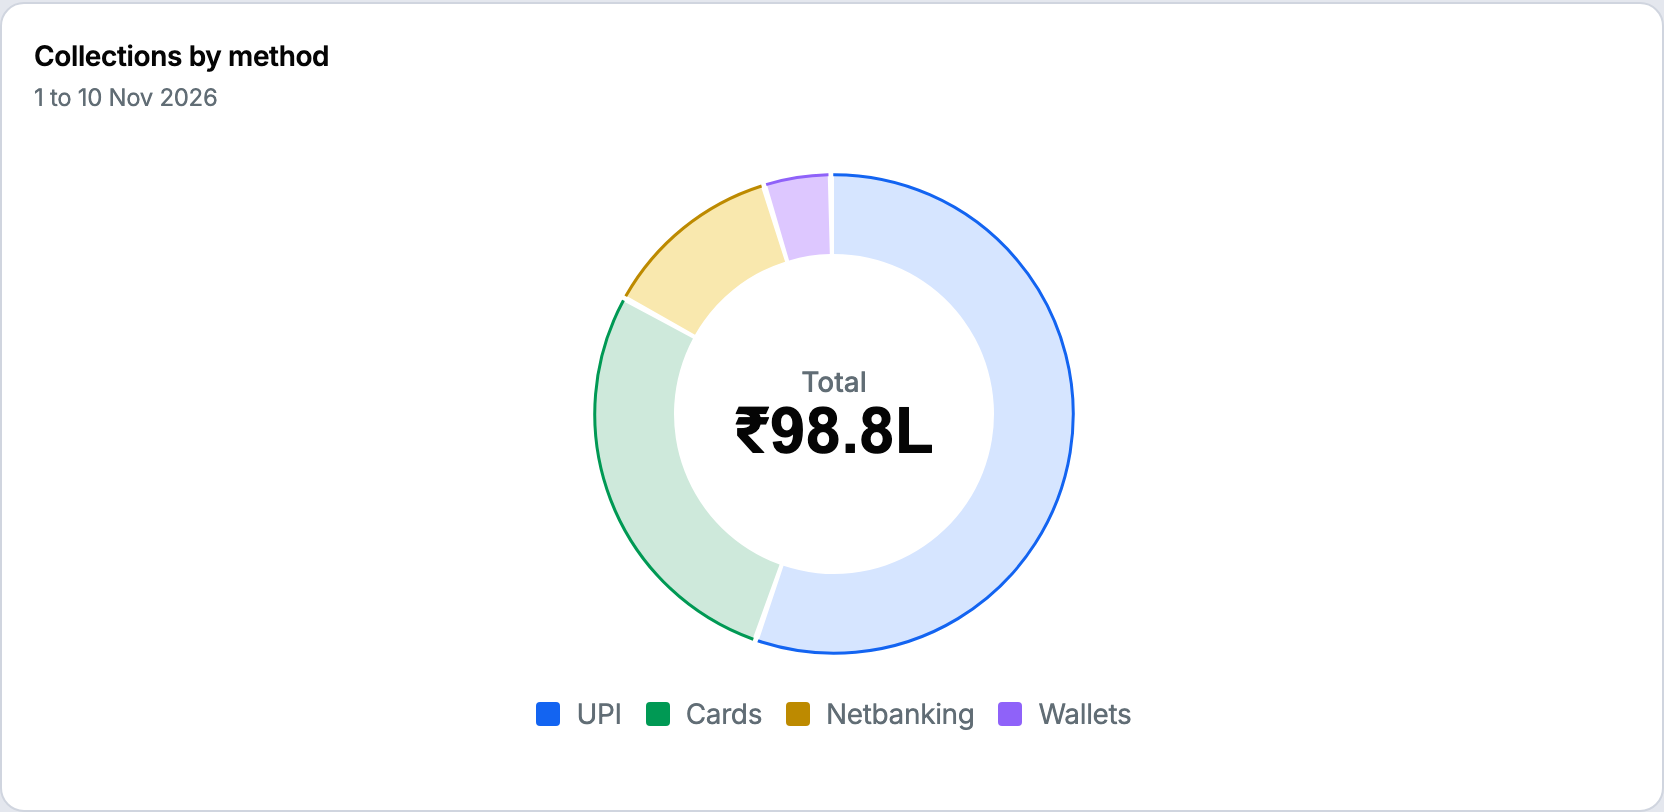 Collections by method
1 to 10 Nov 2026
Total
₹98.8L
UPI Cards Netbanking Wallets